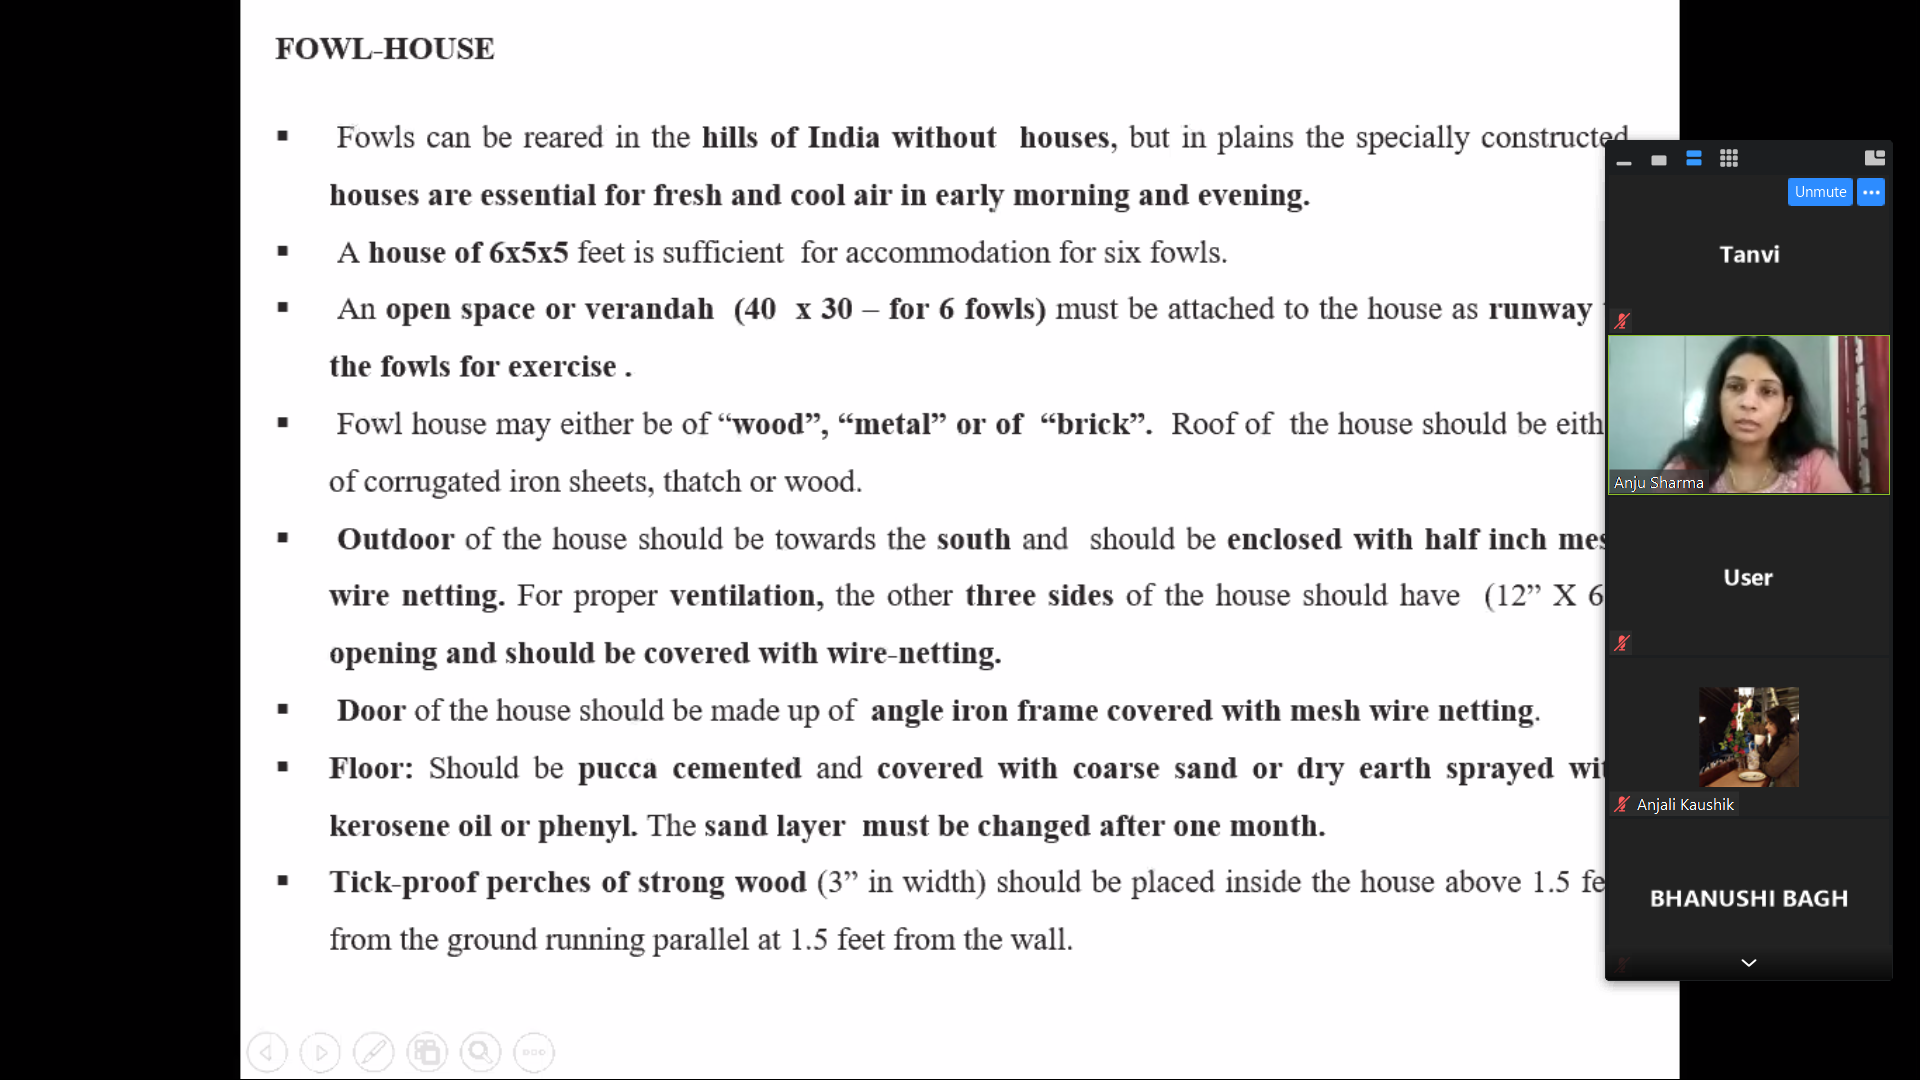 FOWL-HOUSE
▪ Fowls can be reared in the hills of India without houses, but in plains the specially constructed
houses are essential for fresh and cool air in early morning and evening.
▪ A house of 6x5x5 feet is sufficient for accommodation for six fowls.
▪ An open space or verandah (40 x 30 – for 6 fowls) must be attached to the house as runway
the fowls for exercise .
▪ Fowl house may either be of “wood”, “metal” or of “brick”. Roof of the house should be eith
of corrugated iron sheets, thatch or wood.
▪ Outdoor of the house should be towards the south and should be enclosed with half inch mes
wire netting. For proper ventilation, the other three sides of the house should have (12” X 6
opening and should be covered with wire-netting.
▪ Door of the house should be made up of angle iron frame covered with mesh wire netting.
▪ Floor: Should be pucca cemented and covered with coarse sand or dry earth sprayed wit
kerosene oil or phenyl. The sand layer must be changed after one month.
▪ Tick-proof perches of strong wood (3” in width) should be placed inside the house above 1.5 fe
from the ground running parallel at 1.5 feet from the wall.
Unmute
Tanvi
Anju Sharma
User
Anjali Kaushik
BHANUSHI BAGH